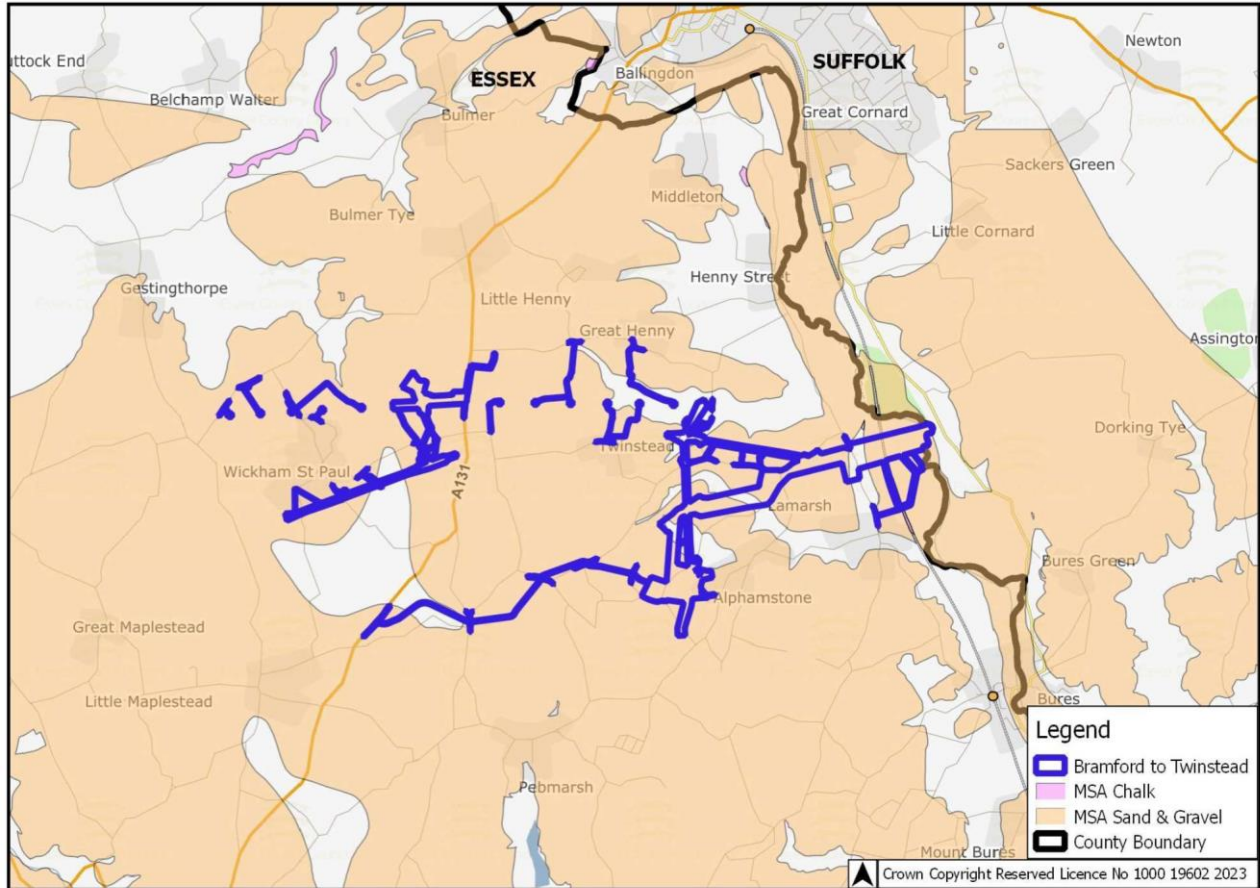 Newton
uttock End
ESSEX
SUFFOLK
Ballingdon
Belchamp Walter
Bulmer
Great Cornard
Sackers Green
Middleton
Bulmer Tye
Little Cornard
Henny Street
Gestingthorpe
Little Henny
Great Henny
Assington
Dorking Tye
Twinstead
Wickham St Paul
A131
Lamarsh
Bures Green
Alphamstone
Great Maplestead
Little Maplestead
Bures
Pebmarsh
Mount Bures
Legend
Bramford to Twinstead
MSA Chalk
MSA Sand & Gravel
County Boundary
Crown Copyright Reserved Licence No 1000 19602 2023